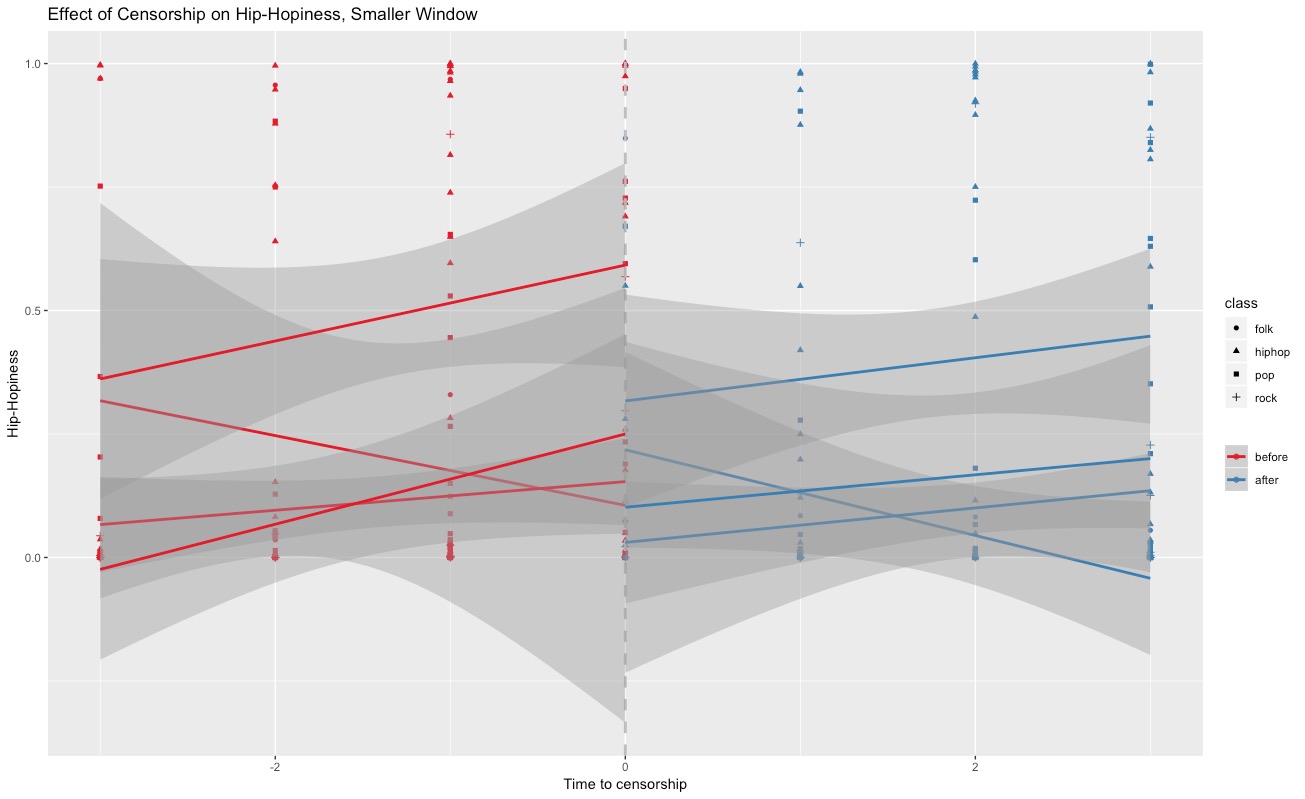 Effect of Censorship on Hip-Hopiness, Smaller Window
1.0
0.5
0.0
Hip-Hopiness
-2
0
2
Time to censorship
class
folk
hiphop
pop
rock
before
after